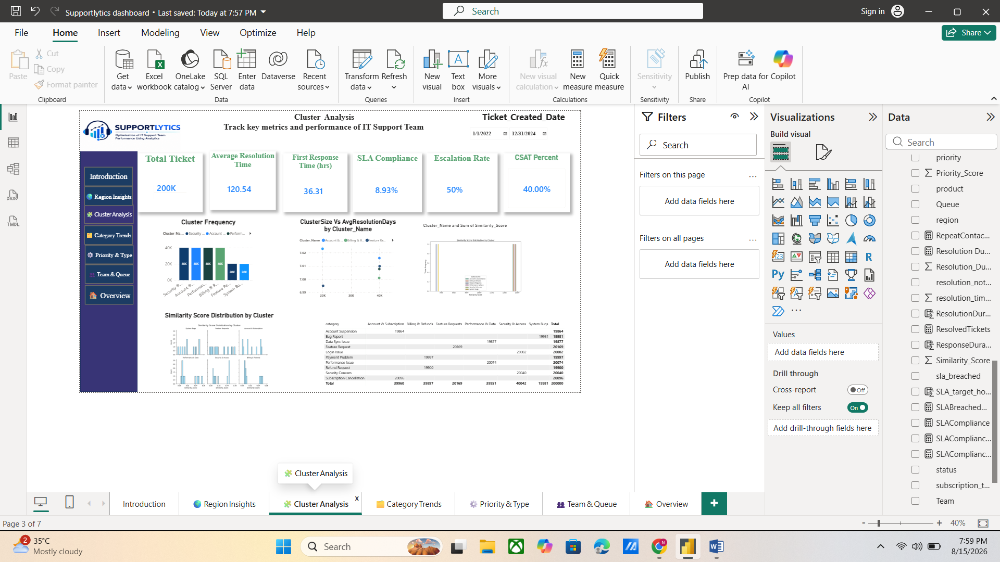 Supportlytics dashboard • Last saved: Today at 7:57 PM
Search
Sign in
File Home Insert Modeling View Optimize Help
Share
Paste
Cut
Copy
Format painter
Clipboard
Get data
Excel workbook
OneLake catalog
SQL Server
Enter data
Dataverse
Recent sources
Data
Transform data
Refresh
Queries
New visual
Text box
More visuals
Insert
New visual calculation
New measure
Quick measure
Calculations
Sensitivity
Sensitivity
Publish
Share
Prep data for AI
Copilot
Copilot
SUPPORTLYTICS
Optimization of IT Support Team
Performance Using Analytics
Cluster Analysis
Track key metrics and performance of IT Support Team
Ticket_Created_Date
1/1/2022 12/31/2024
Introduction
Region Insights
Cluster Analysis
Category Trends
Priority & Type
Team & Queue
Overview
Total Ticket
200K
Average Resolution Time
120.54
First Response Time (hrs)
36.31
SLA Compliance
8.93%
Escalation Rate
50%
CSAT Percent
40.00%
Cluster Frequency
Cluster_Na... Security ... Account ... Perform...
40K
20K
0K
40K 40K 40K 40K 20K 20K
Security &... Account &... Performan... Billing & R... Feature Re... System Bu...
ClusterSize Vs AvgResolutionDays
by Cluster_Name
Cluster_Name Account & ... Billing & R... Feature Re...
7.02
7.01
7.00
6.99
20K 30K 40K
Cluster_Name and Sum of Similarity_Score
Similarity Score Distribution by Cluster
Similarity Score Distribution by Cluster
Similarity Score Distribution by Cluster
category Account & Subscription Billing & Refunds Feature Requests Performance & Data Security & Access System Bugs Total
Account Suspension 19864 19864
Bug Report 19981 19981
Data Sync Issue 19877 19877
Feature Request 20169 20169
Login Issue 20002 20002
Payment Problem 19997 19997
Performance Issue 20074 20074
Refund Request 19900 19900
Security Concern 20040 20040
Subscription Cancellation 20096 20096
Total 39960 39897 20169 39951 40042 19981 200000
Filters
Search
Filters on this page ...
Add data fields here
Filters on all pages ...
Add data fields here
Visualizations
Build visual
Values
Add data fields here
Drill through
Cross-report Off
Keep all filters On
Add drill-through fields here
Data
Search
priority
Priority_Score
product
Queue
region
RepeatContac...
Resolution Du...
Resolution_Du...
resolution_not...
resolution_tim...
ResolutionDur...
ResolvedTickets
ResponseDura...
Similarity_Score
sla_breached
SLA_target_ho...
SLABreached...
SLACompliance
SLAComplianc...
SLAComplianc...
status
subscription_t...
Team
Cluster Analysis
Introduction
Region Insights
Cluster Analysis x
Category Trends
Priority & Type
Team & Queue
Overview
+
Page 3 of 7
- + 40%
2
35°C
Mostly cloudy
Search
7:59 PM
8/15/2026